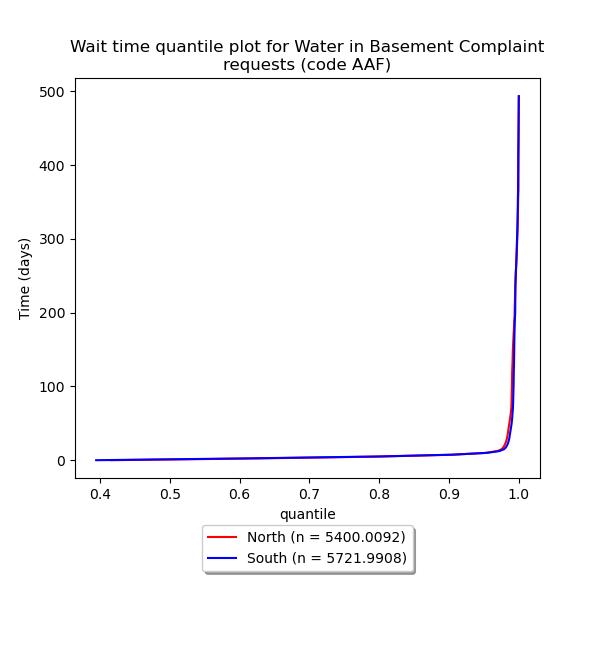 Wait time quantile plot for Water in Basement Complaint
requests (code AAF)
500
400
300
200
100
0
Time (days)
0.4 0.5 0.6 0.7 0.8 0.9 1.0
quantile
North (n = 5400.0092)
South (n = 5721.9908)